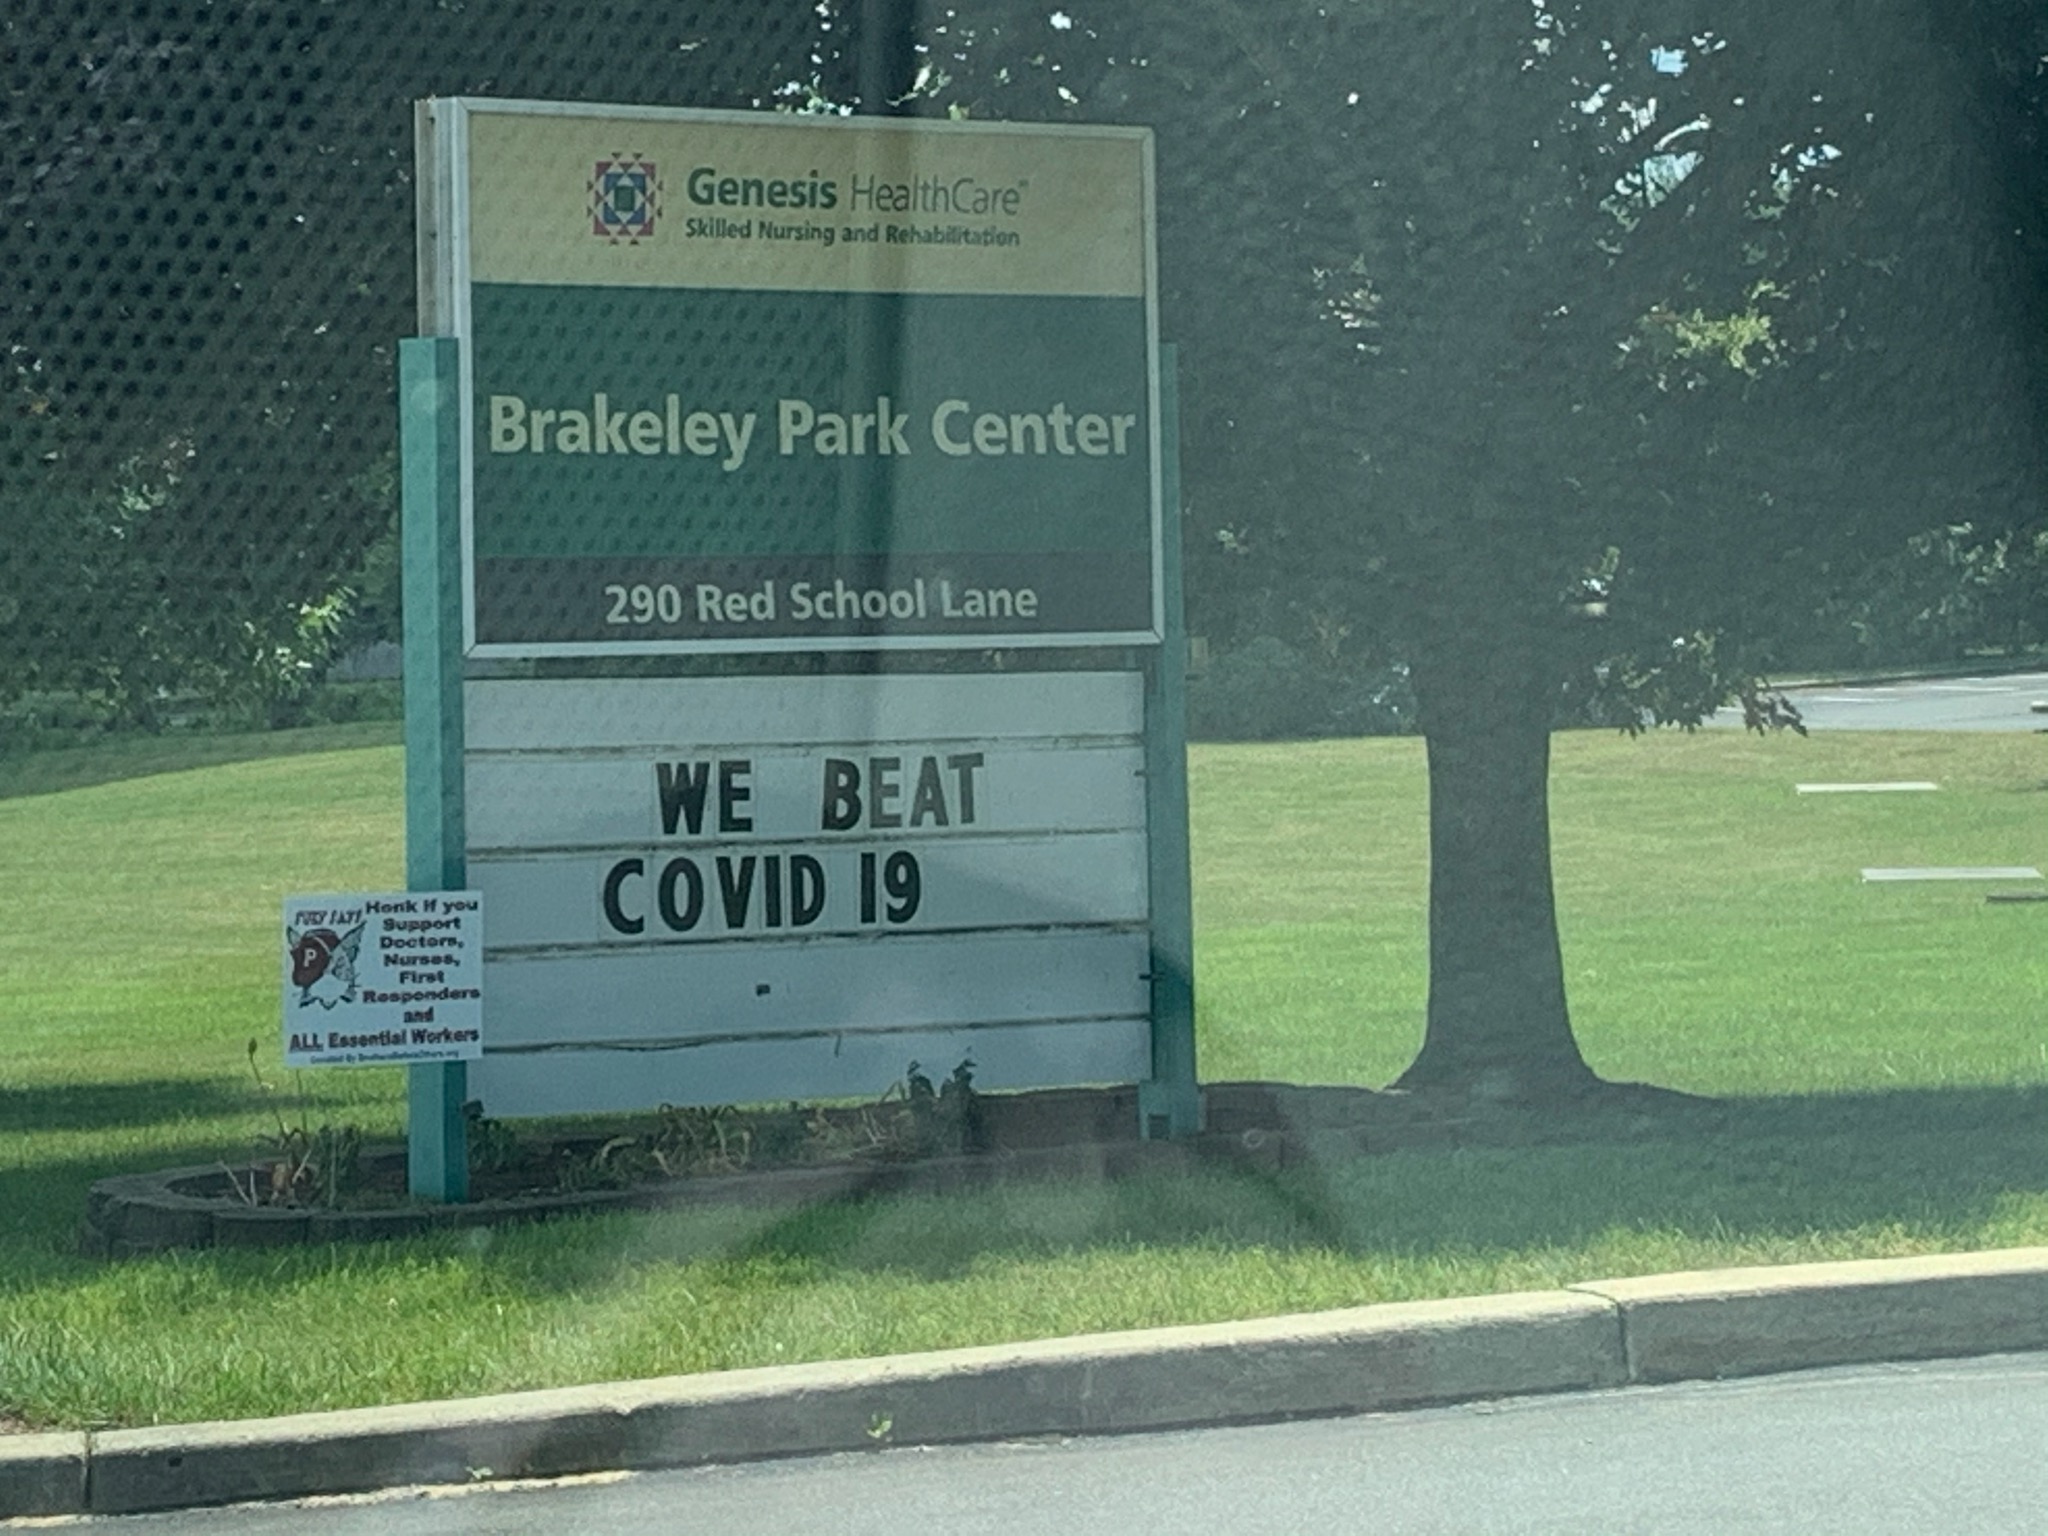 Genesis HealthCare
Skilled Nursing and Rehabilitation
Brakeley Park Center
290 Red School Lane
WE BEAT
COVID 19
Honk if you
Support
Doctors,
Nurses,
First
Responders
and
ALL Essential Workers
P